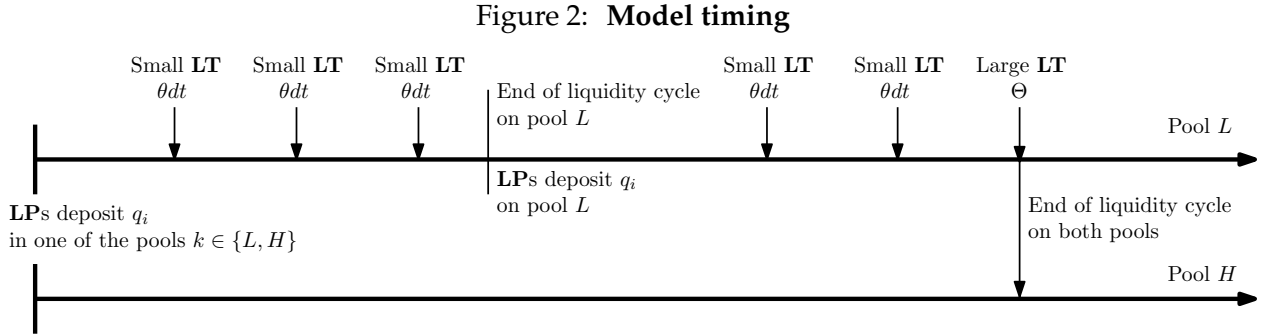 Figure 2: Model timing
Small LT
θdt
Small LT
θdt
Small LT
θdt
End of liquidity cycle
on pool L
Small LT
θdt
Small LT
θdt
Large LT
Θ
Pool L
LPs deposit q_i
in one of the pools k ∈ {L, H}
LPs deposit q_i
on pool L
End of liquidity cycle
on both pools
Pool H